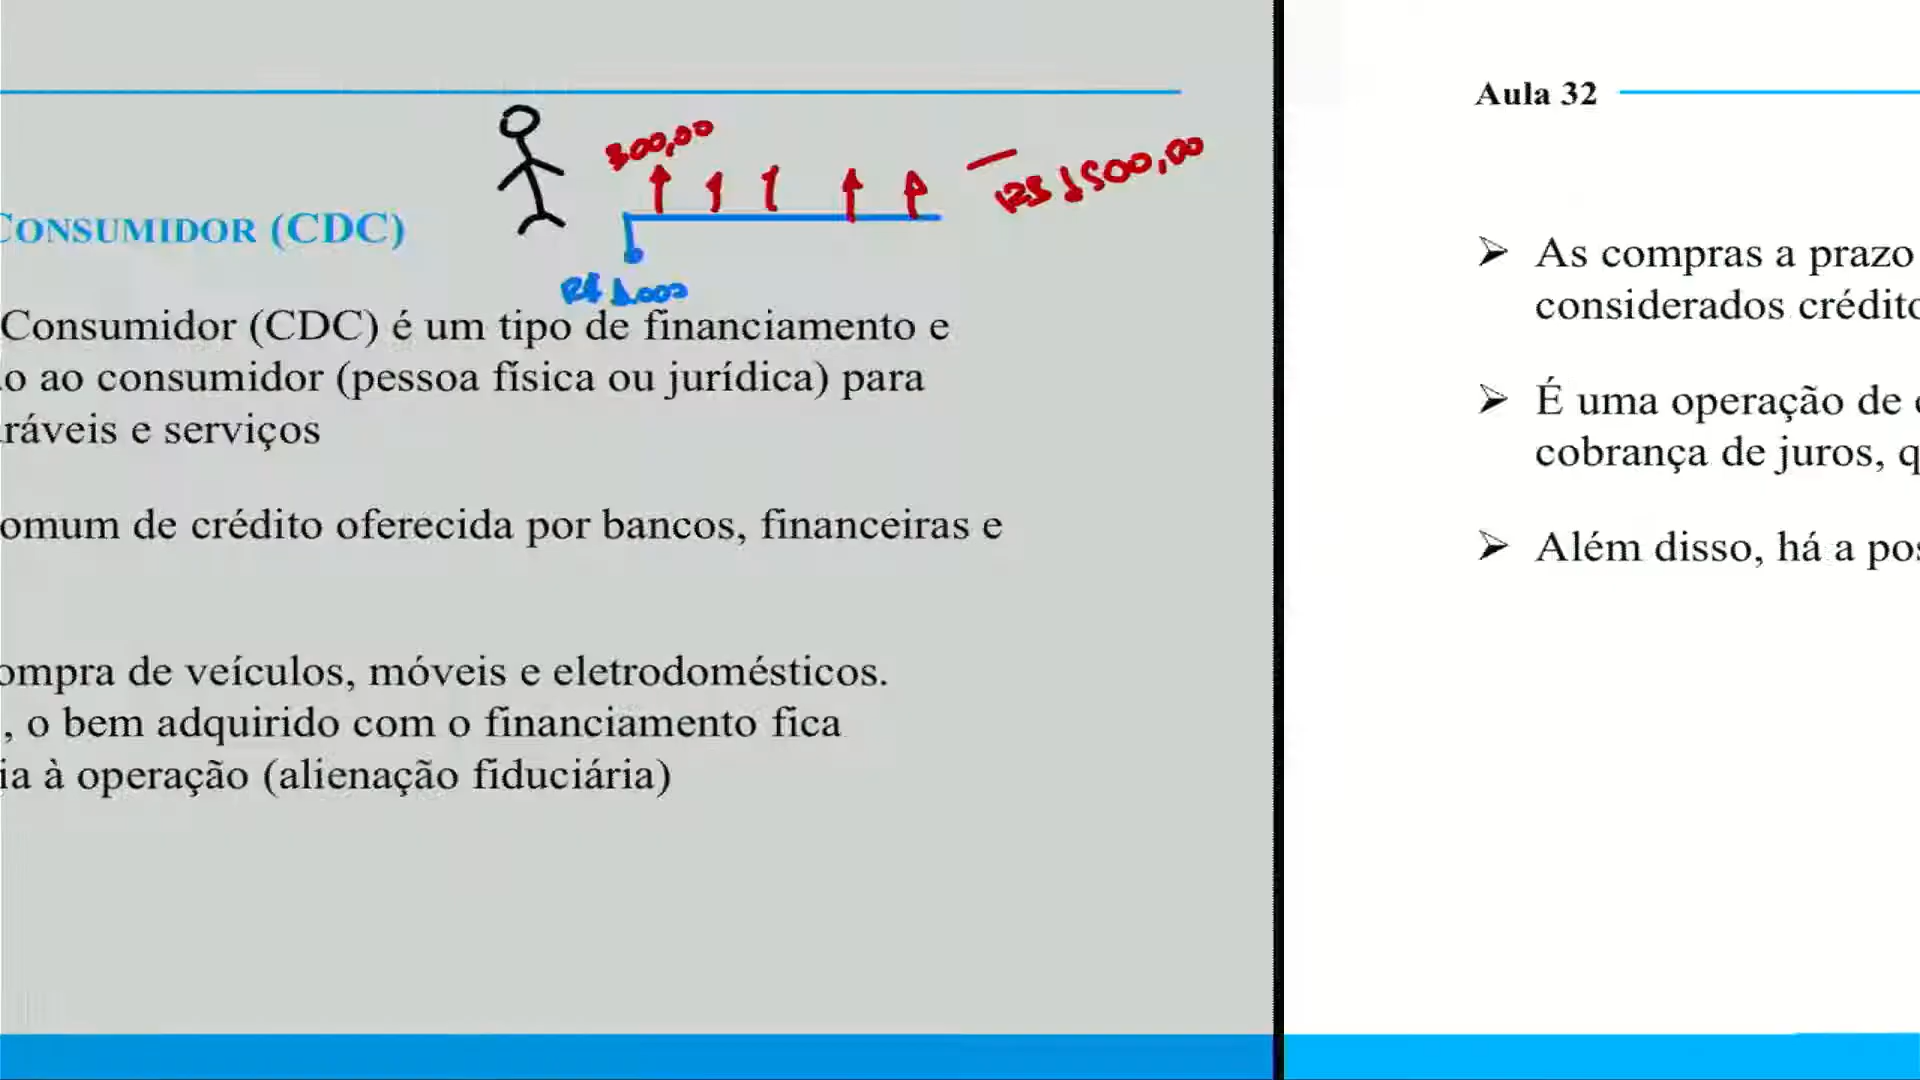 300,00
R$ 1500,00
CONSUMIDOR (CDC)
R$ 1.000
Consumidor (CDC) é um tipo de financiamento e
o ao consumidor (pessoa física ou jurídica) para
ráveis e serviços
omum de crédito oferecida por bancos, financeiras e
ompra de veículos, móveis e eletrodomésticos.
, o bem adquirido com o financiamento fica
ia à operação (alienação fiduciária)
Aula 32
➢ As compras a prazo
considerados crédito
➢ É uma operação de
cobrança de juros, q
➢ Além disso, há a pos